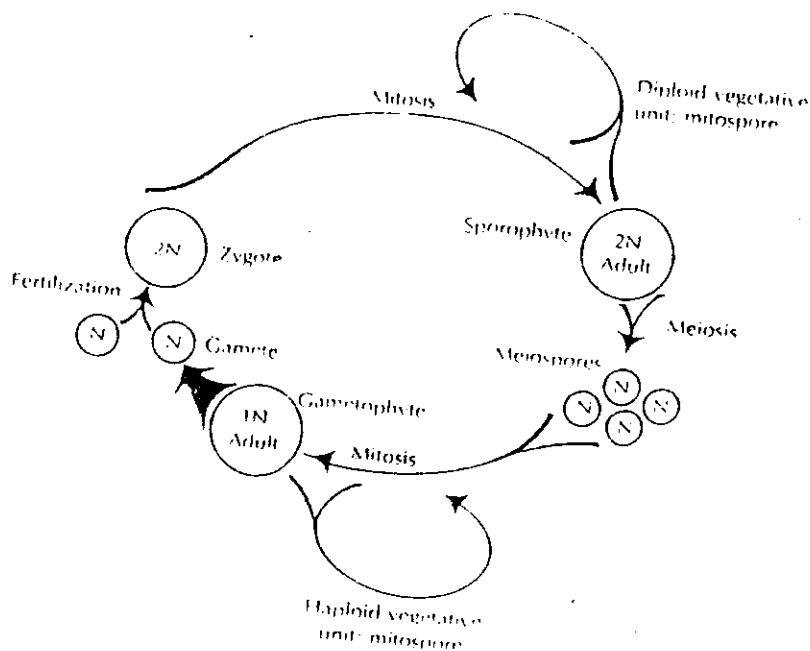 Mitosis
Diploid vegetative
unit: mitospore
Sporophyte
2N
Adult
2N
Zygote
Fertilization
N
N
Gamete
Meiosis
Meiospores
N
N
N
N
Gametophyte
1N
Adult
Mitosis
Haploid vegetative
unit: mitospore